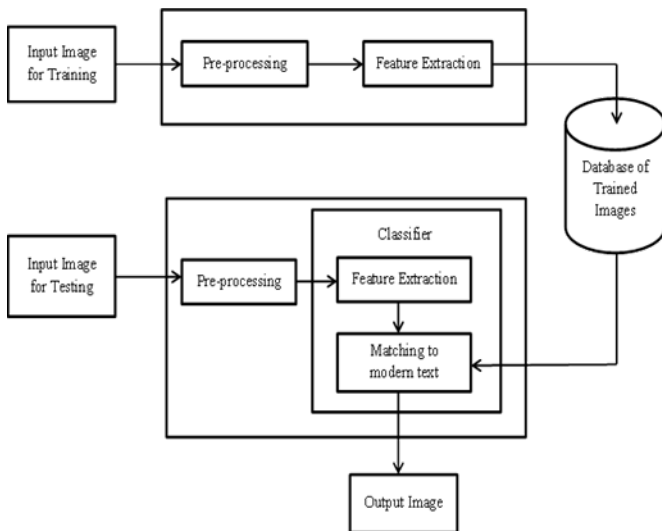 Input Image
for Training
Pre-processing
Feature Extraction
Database of
Trained
Images
Input Image
for Testing
Pre-processing
Classifier
Feature Extraction
Matching to
modern text
Output Image